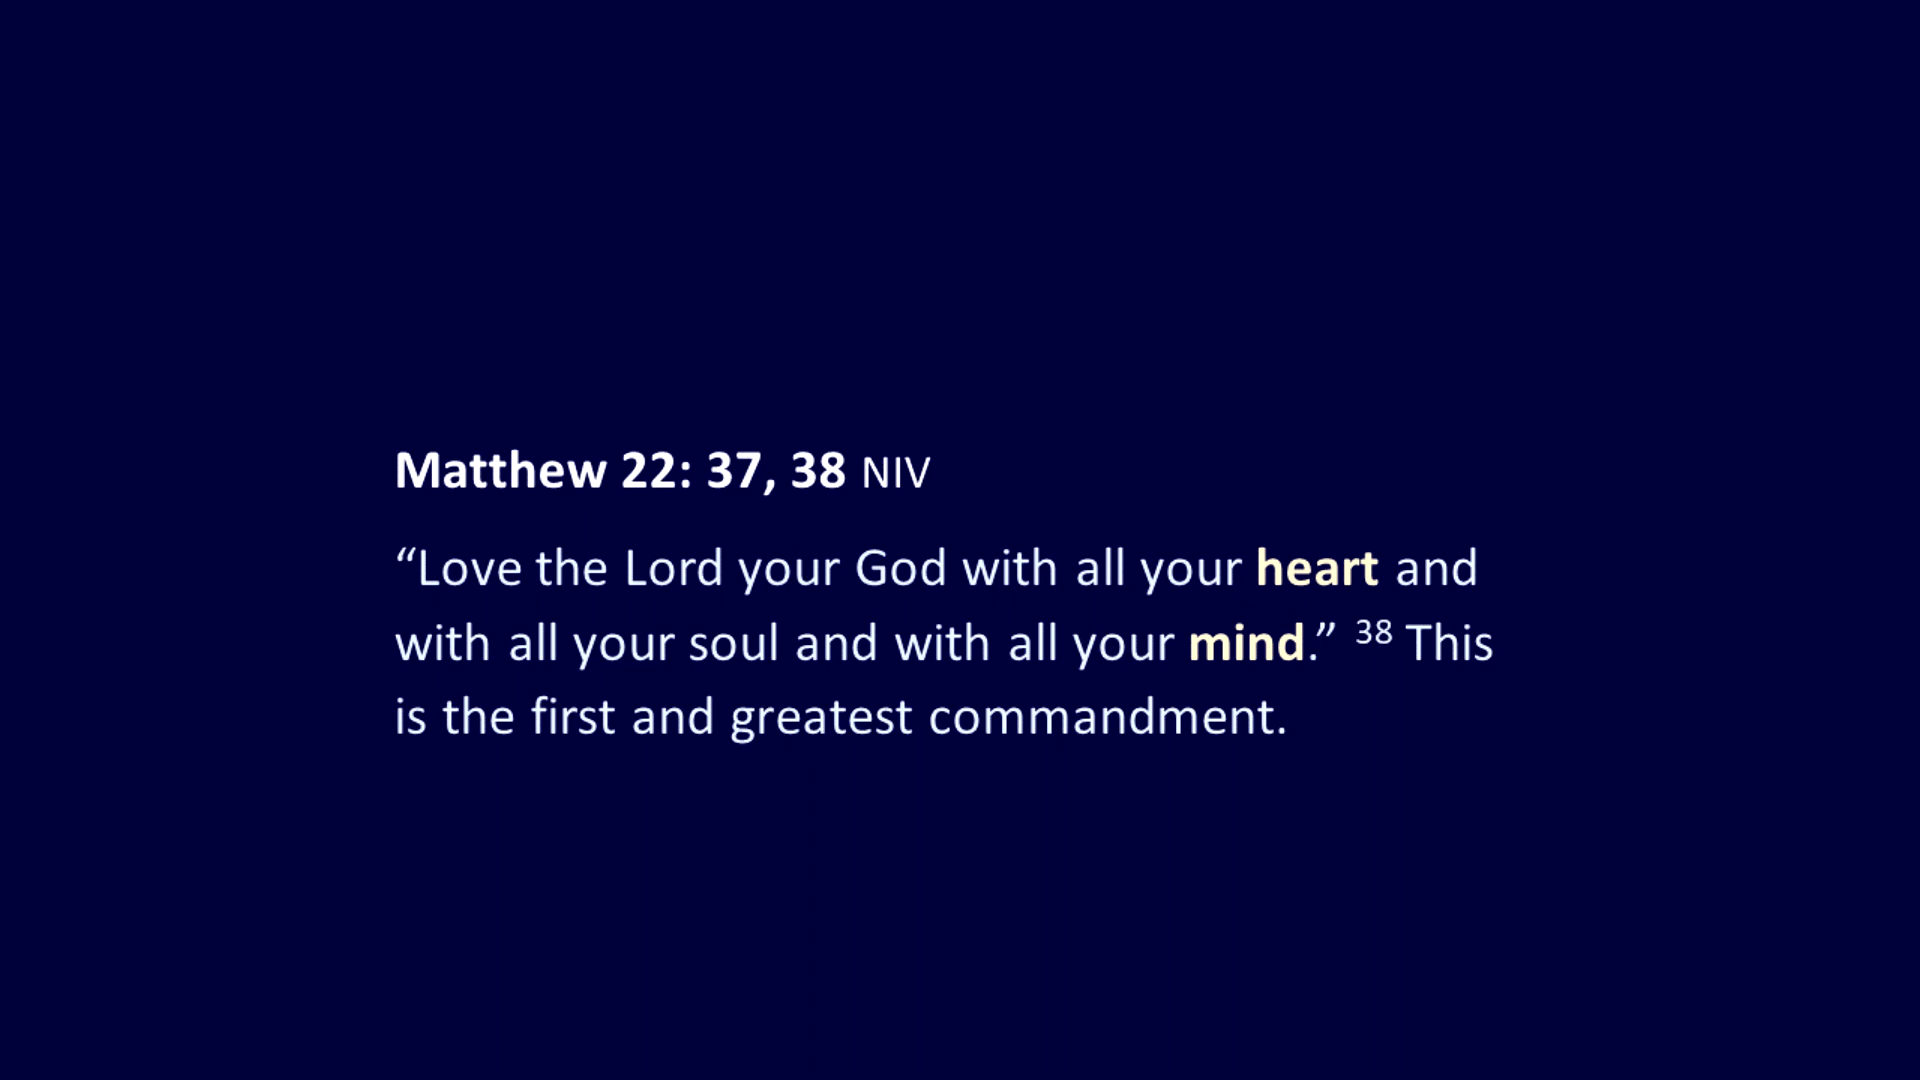 Matthew 22: 37, 38 NIV
“Love the Lord your God with all your heart and
with all your soul and with all your mind.” 38 This
is the first and greatest commandment.